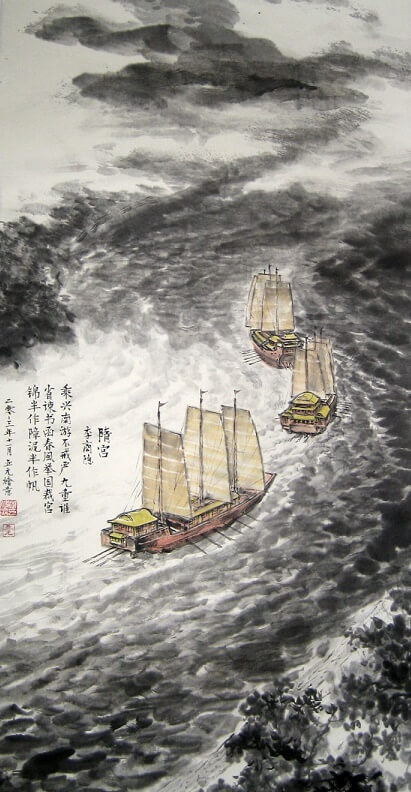 隋宫
李商隐
乘兴南游不戒严九重谁
省谏书函春风举国裁宫
锦半作障泥半作帆
二〇一三年十一月